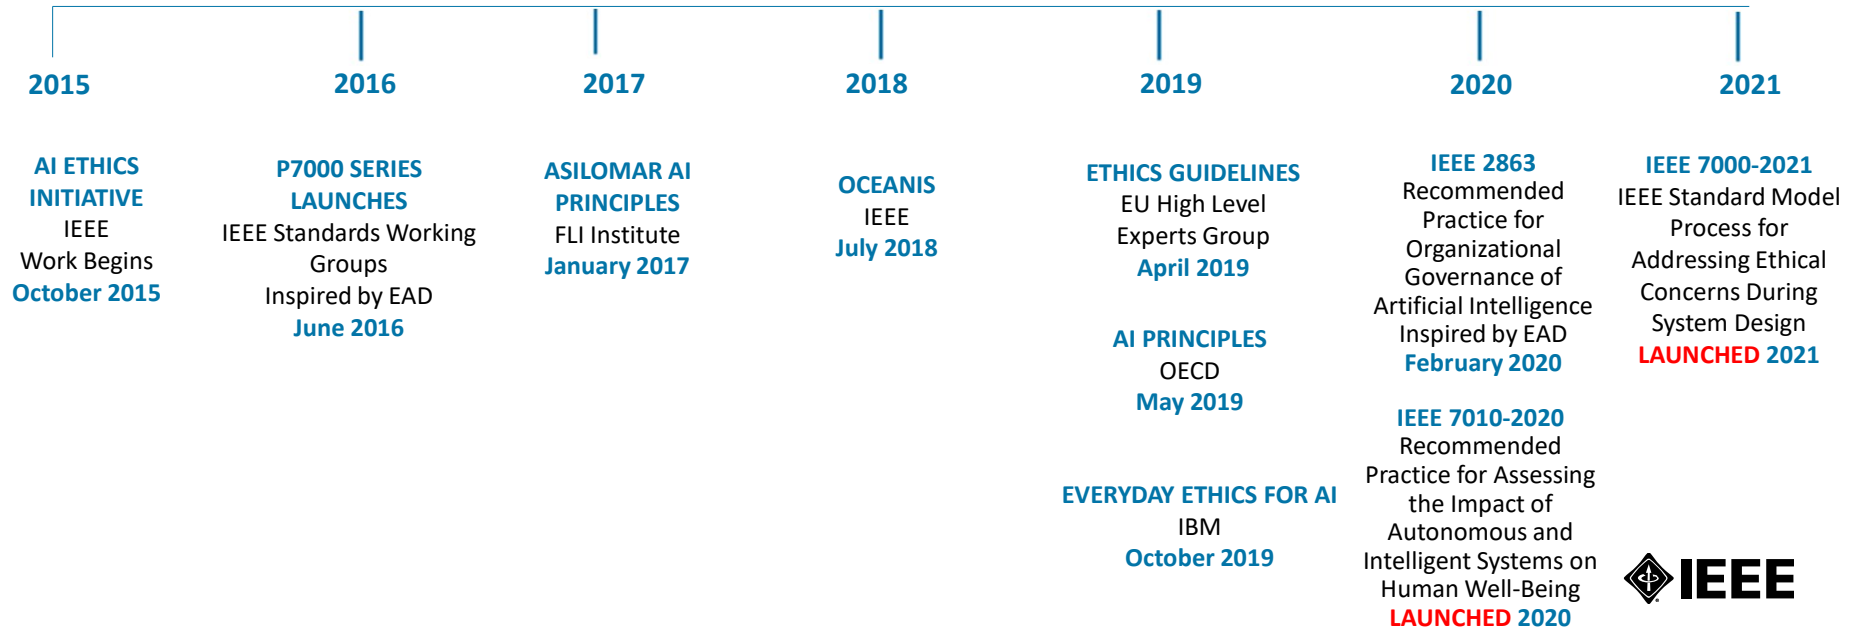 2015
2016
2017
2018
2019
2020
2021
AI ETHICS
INITIATIVE
IEEE
Work Begins
October 2015
P7000 SERIES
LAUNCHES
IEEE Standards Working
Groups
Inspired by EAD
June 2016
ASILOMAR AI
PRINCIPLES
FLI Institute
January 2017
OCEANIS
IEEE
July 2018
ETHICS GUIDELINES
EU High Level
Experts Group
April 2019
AI PRINCIPLES
OECD
May 2019
EVERYDAY ETHICS FOR AI
IBM
October 2019
IEEE 2863
Recommended
Practice for
Organizational
Governance of
Artificial Intelligence
Inspired by EAD
February 2020
IEEE 7010-2020
Recommended
Practice for Assessing
the Impact of
Autonomous and
Intelligent Systems on
Human Well-Being
LAUNCHED 2020
IEEE 7000-2021
IEEE Standard Model
Process for
Addressing Ethical
Concerns During
System Design
LAUNCHED 2021
IEEE